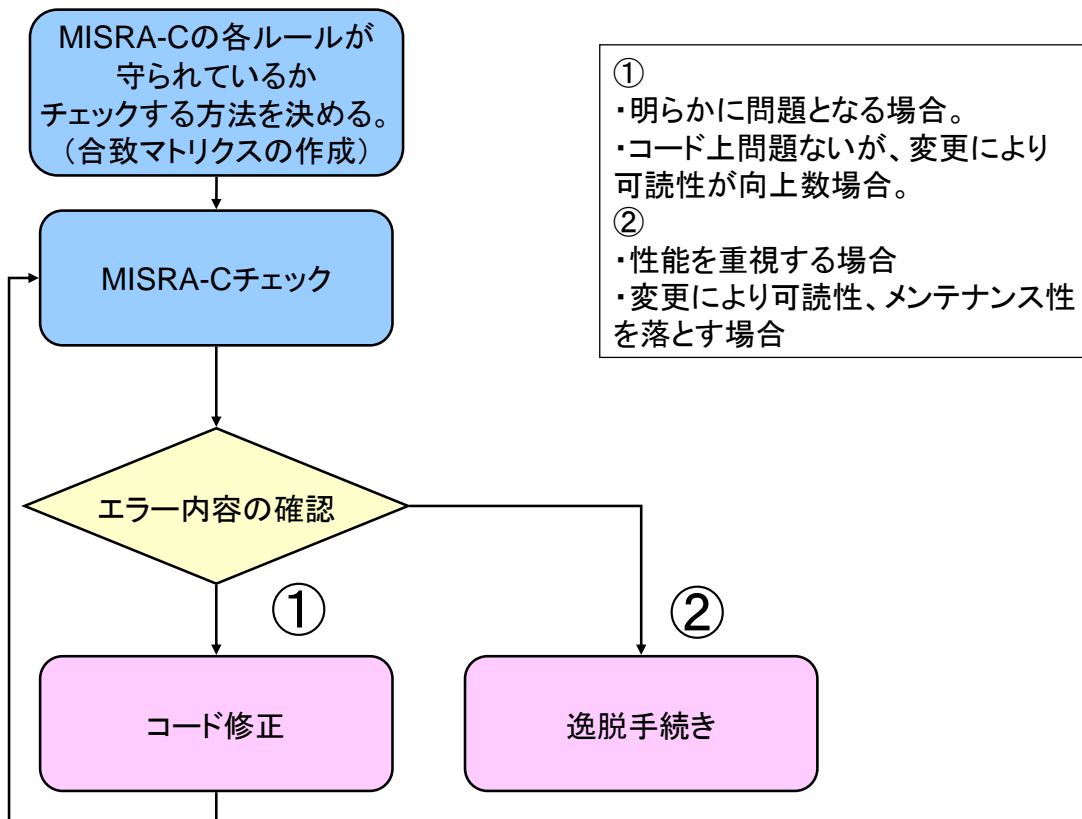 MISRA-Cの各ルールが
守られているか
チェックする方法を決める。
（合致マトリクスの作成）
①
・明らかに問題となる場合。
・コード上問題ないが、変更により
可読性が向上数場合。
②
・性能を重視する場合
・変更により可読性、メンテナンス性
を落とす場合
MISRA-Cチェック
エラー内容の確認
①
②
コード修正
逸脱手続き